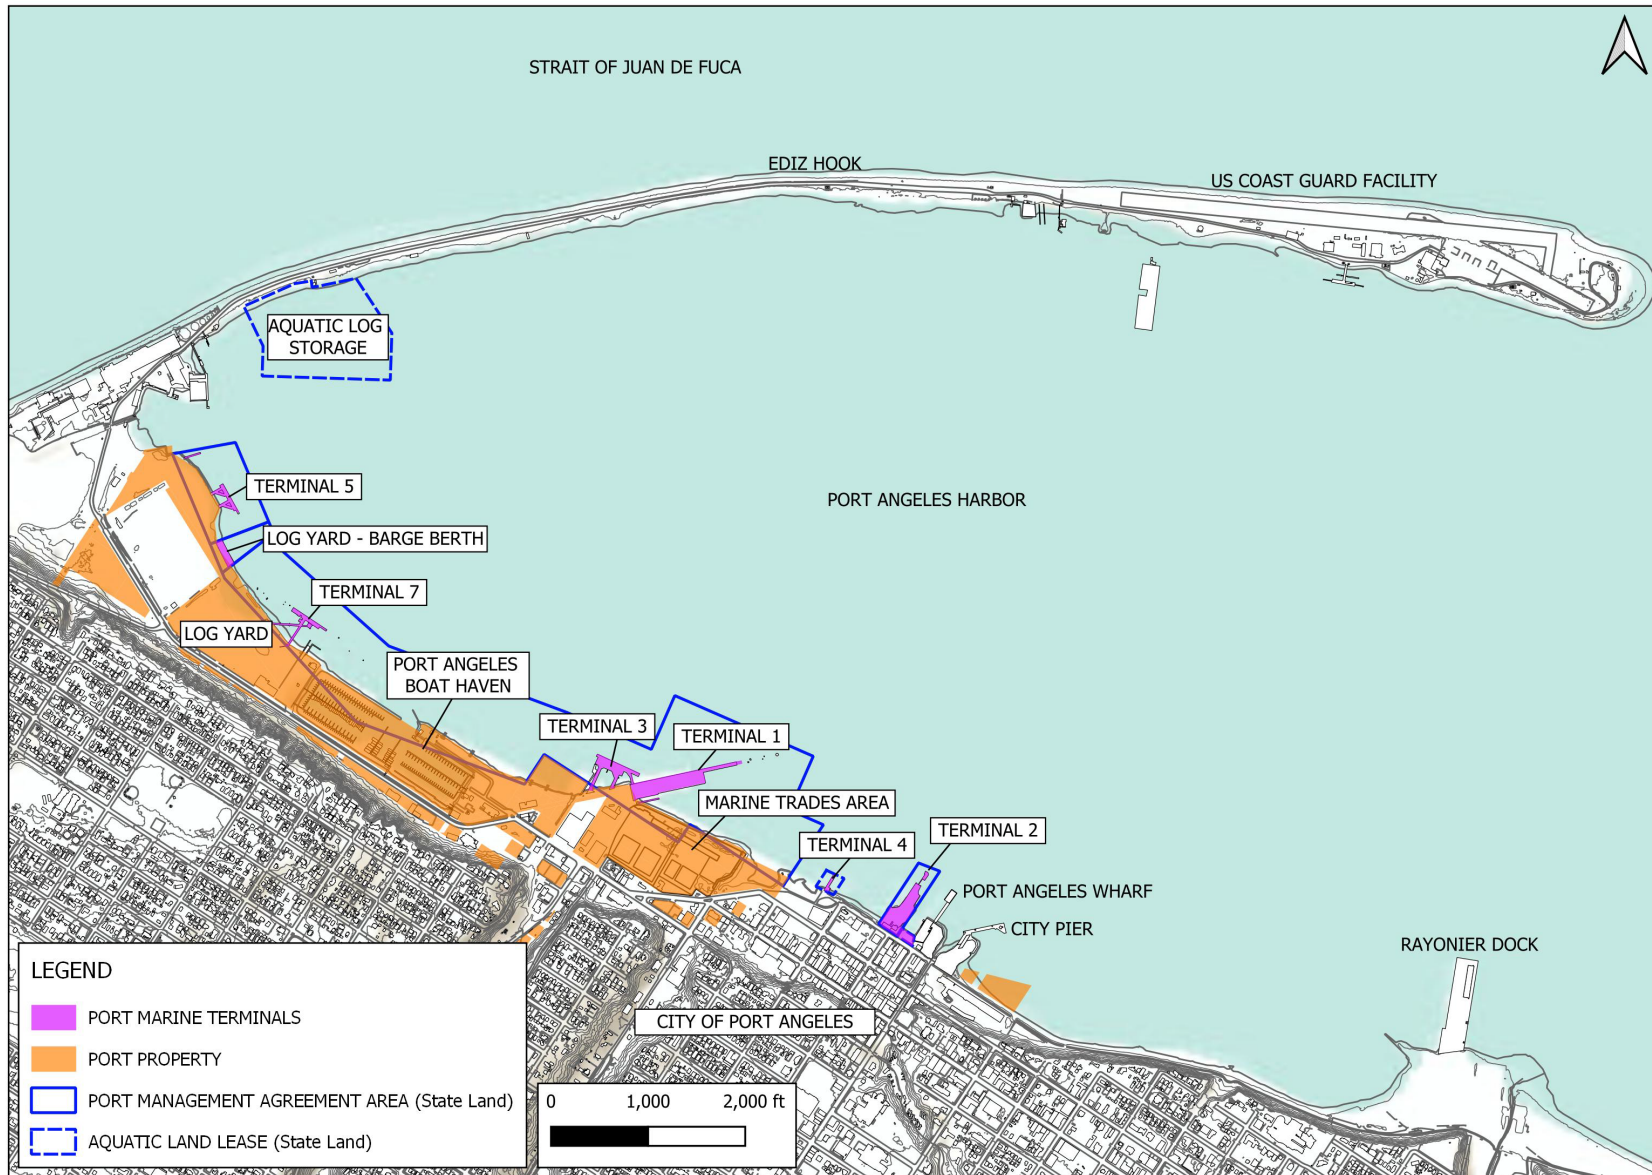 STRAIT OF JUAN DE FUCA
EDIZ HOOK
US COAST GUARD FACILITY
AQUATIC LOG
STORAGE
TERMINAL 5
PORT ANGELES HARBOR
LOG YARD - BARGE BERTH
TERMINAL 7
LOG YARD
PORT ANGELES
BOAT HAVEN
TERMINAL 3
TERMINAL 1
MARINE TRADES AREA
TERMINAL 2
TERMINAL 4
PORT ANGELES WHARF
CITY PIER
RAYONIER DOCK
CITY OF PORT ANGELES
LEGEND
PORT MARINE TERMINALS
PORT PROPERTY
PORT MANAGEMENT AGREEMENT AREA (State Land)
AQUATIC LAND LEASE (State Land)
0 1,000 2,000 ft